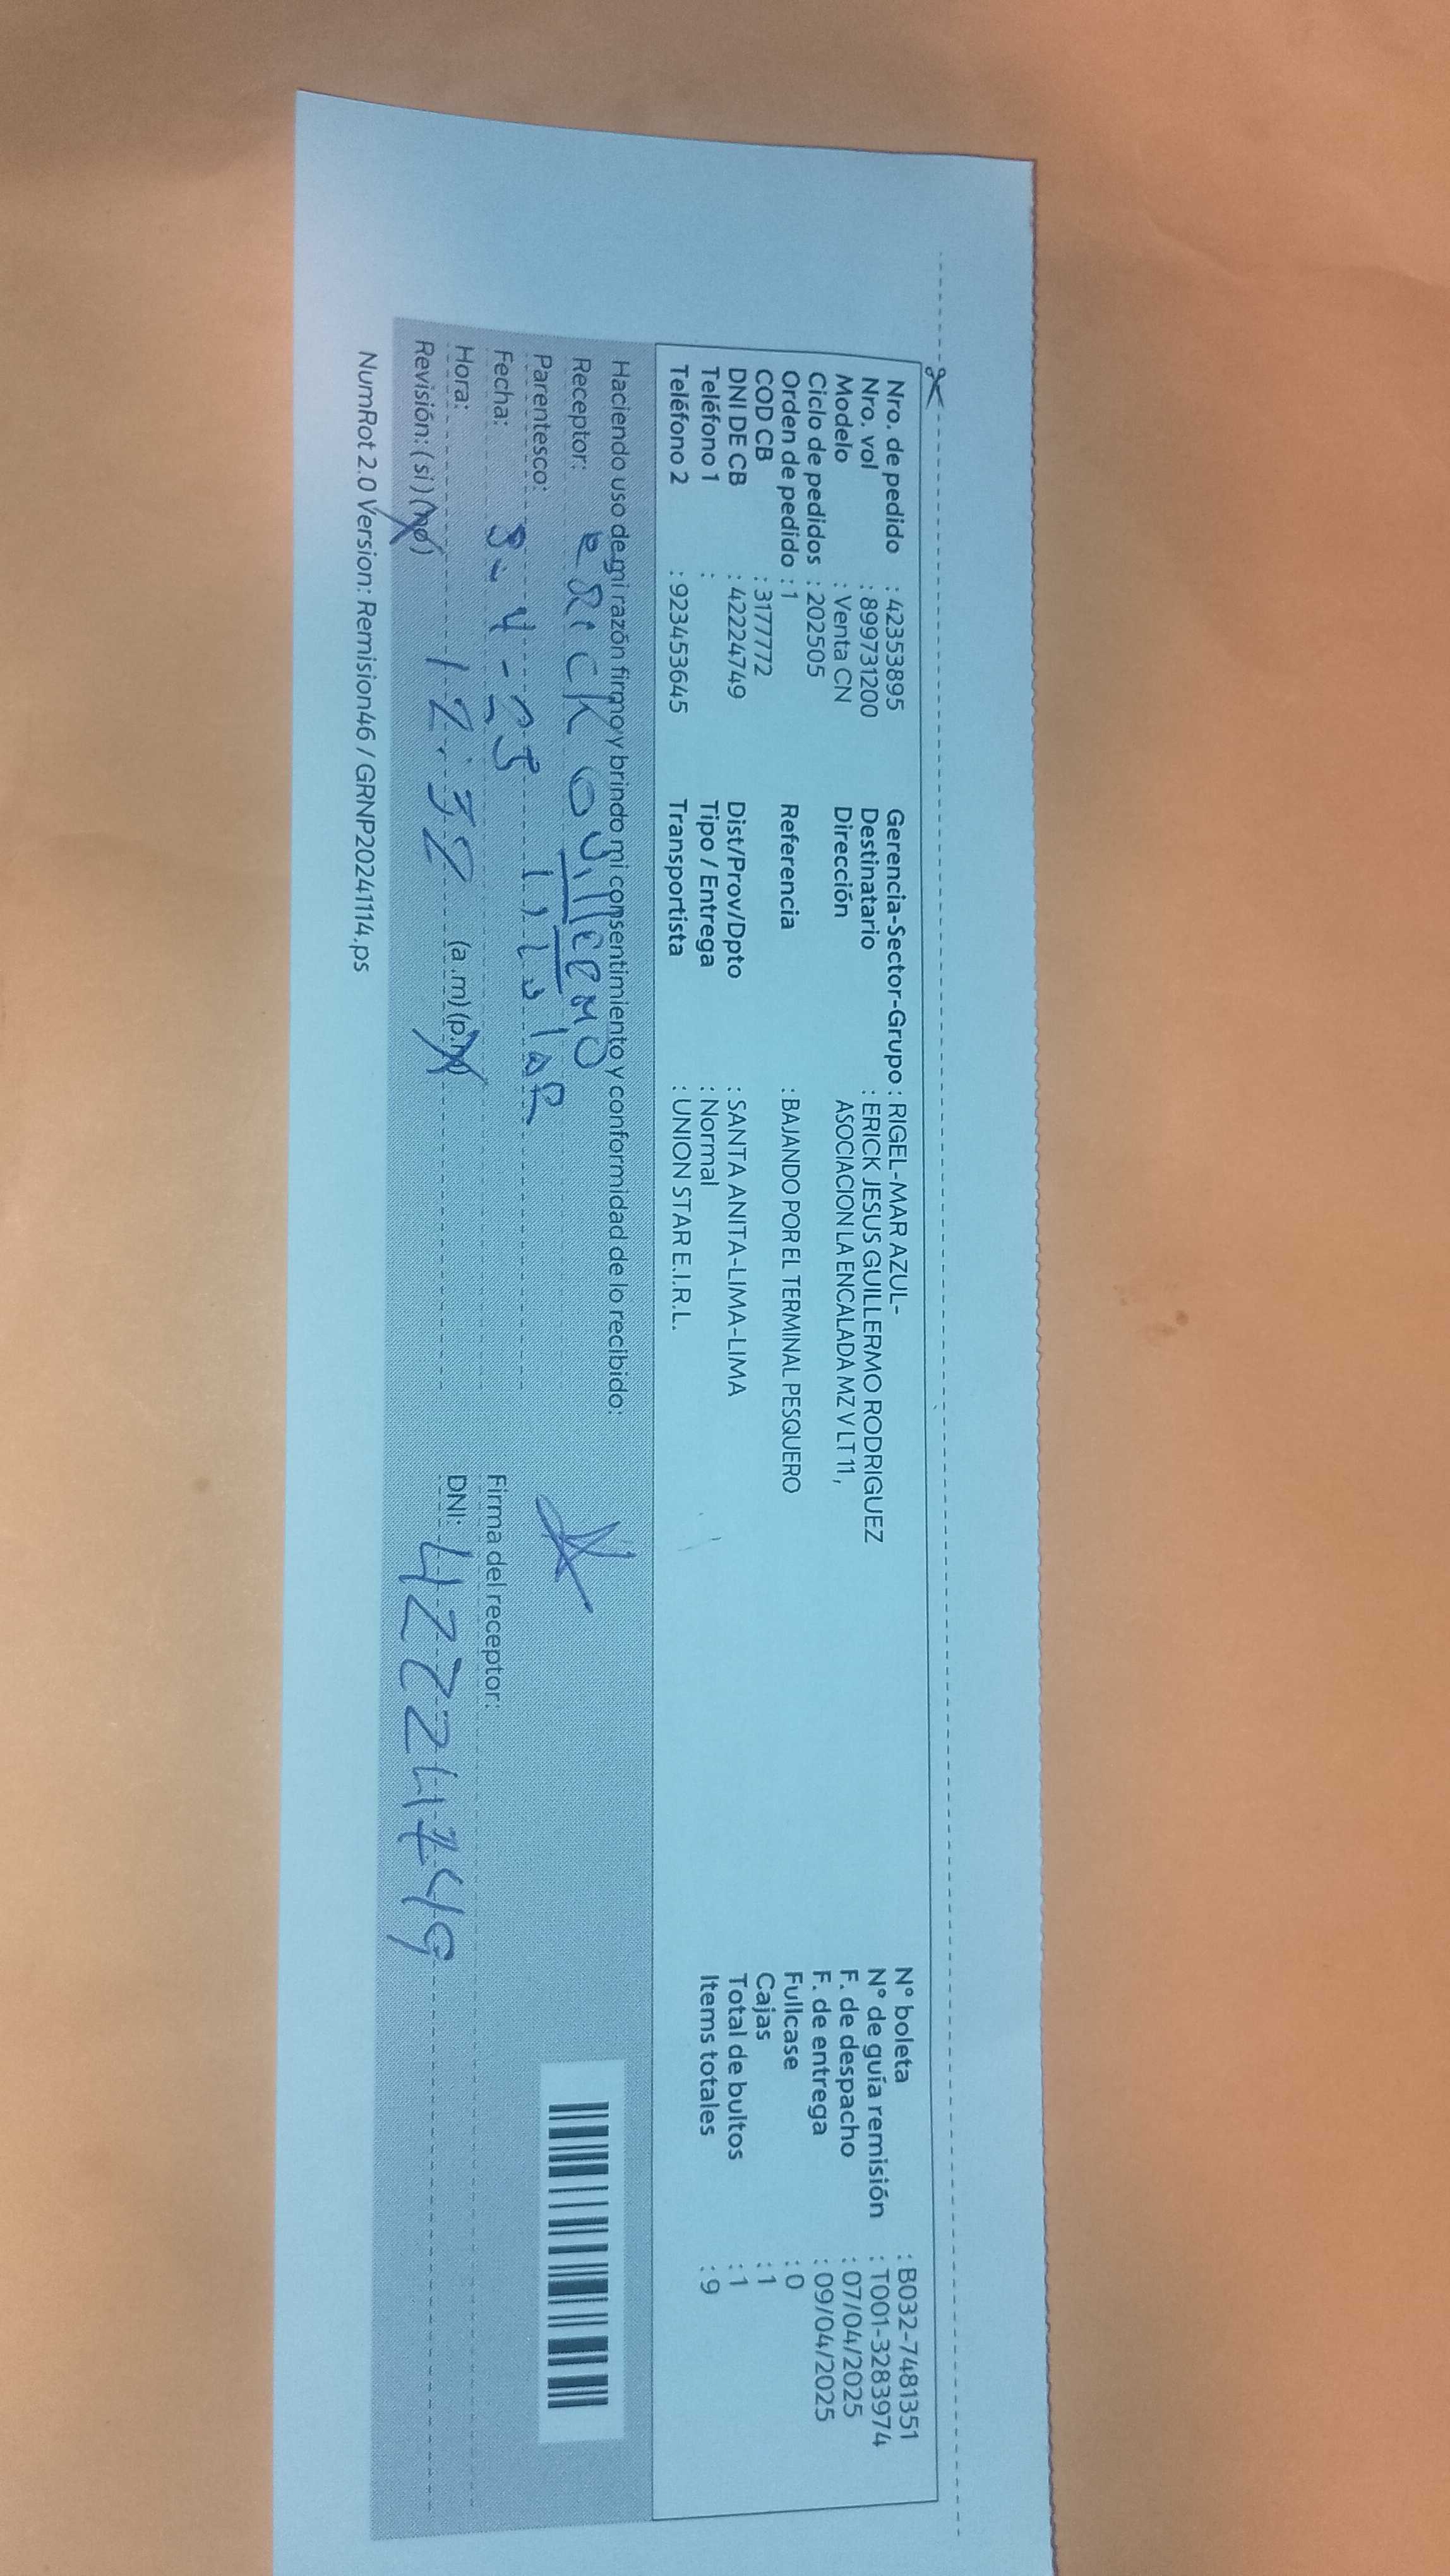 Nro. de pedido : 42353895 Gerencia-Sector-Grupo : RIGEL-MAR AZUL- N° boleta : B032-7481351
Nro. vol : 899731200 Destinatario : ERICK JESUS GUILLERMO RODRIGUEZ N° de guía remisión : T001-3283974
Modelo : Venta CN Dirección ASOCIACION LA ENCALADA MZ V LT 11, F. de despacho : 07/04/2025
Ciclo de pedidos : 202505 F. de entrega : 09/04/2025
Orden de pedido : 1 Referencia : BAJANDO POR EL TERMINAL PESQUERO Fullcase : 0
COD CB : 3177772 Cajas : 1
DNI DE CB : 42224749 Dist/Prov/Dpto : SANTA ANITA-LIMA-LIMA Total de bultos : 1
Teléfono 1 : Tipo / Entrega : Normal Items totales : 9
Teléfono 2 : 923453645 Transportista : UNION STAR E.I.R.L.
Haciendo uso de mi razón firmo y brindo mi consentimiento y conformidad de lo recibido:
Receptor: ERICK GUIllERMO
Parentesco: titular
Fecha: 9-4-25 Firma del receptor:
Hora: 12:32 (a.m) (p.m) DNI: 42224749
Revisión: (si) (no)
NumRot 2.0 Version: Remision46 / GRNP20241114.ps